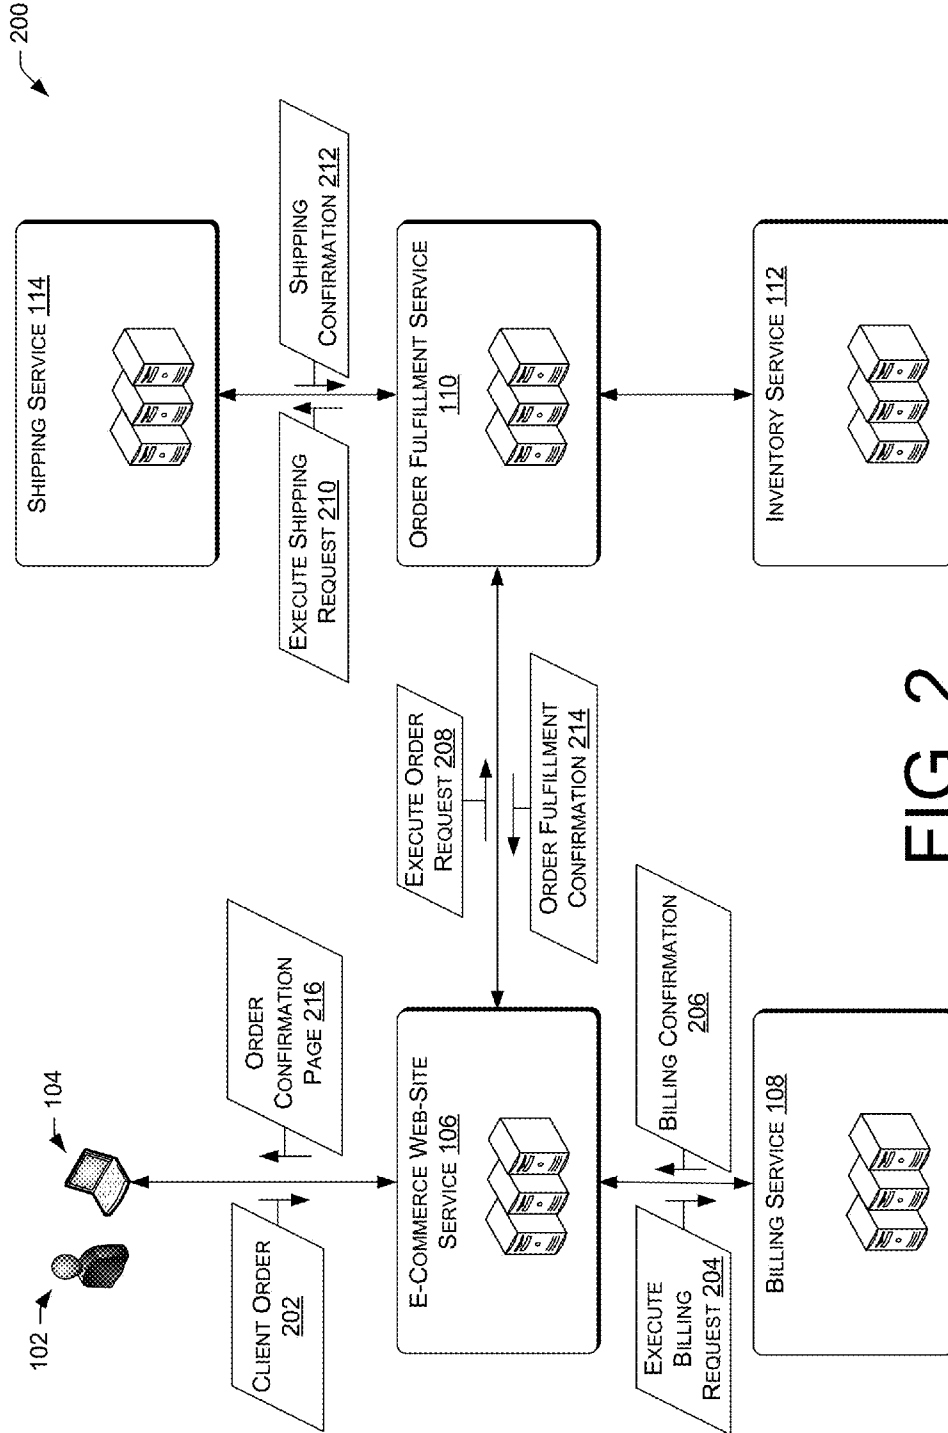 200
102
104
CLIENT ORDER
202
ORDER
CONFIRMATION
PAGE 216
E-COMMERCE WEB-SITE
SERVICE 106
EXECUTE ORDER
REQUEST 208
ORDER FULFILLMENT
CONFIRMATION 214
EXECUTE BILLING
REQUEST 204
BILLING CONFIRMATION
206
BILLING SERVICE 108
SHIPPING SERVICE 114
EXECUTE SHIPPING
REQUEST 210
SHIPPING
CONFIRMATION 212
ORDER FULFILLMENT SERVICE
110
INVENTORY SERVICE 112
FIG. 2